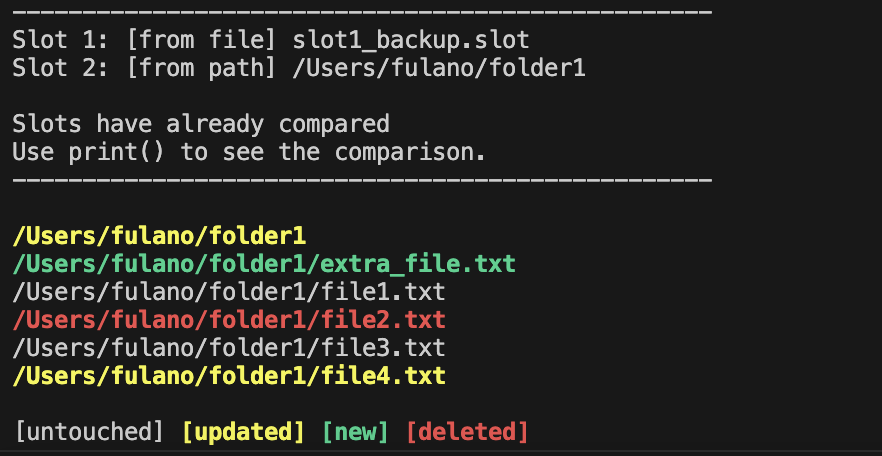 --------------------------------------------------
Slot 1: [from file] slot1_backup.slot
Slot 2: [from path] /Users/fulano/folder1
Slots have already compared
Use print() to see the comparison.
--------------------------------------------------
/Users/fulano/folder1
/Users/fulano/folder1/extra_file.txt
/Users/fulano/folder1/file1.txt
/Users/fulano/folder1/file2.txt
/Users/fulano/folder1/file3.txt
/Users/fulano/folder1/file4.txt
[untouched] [updated] [new] [deleted]